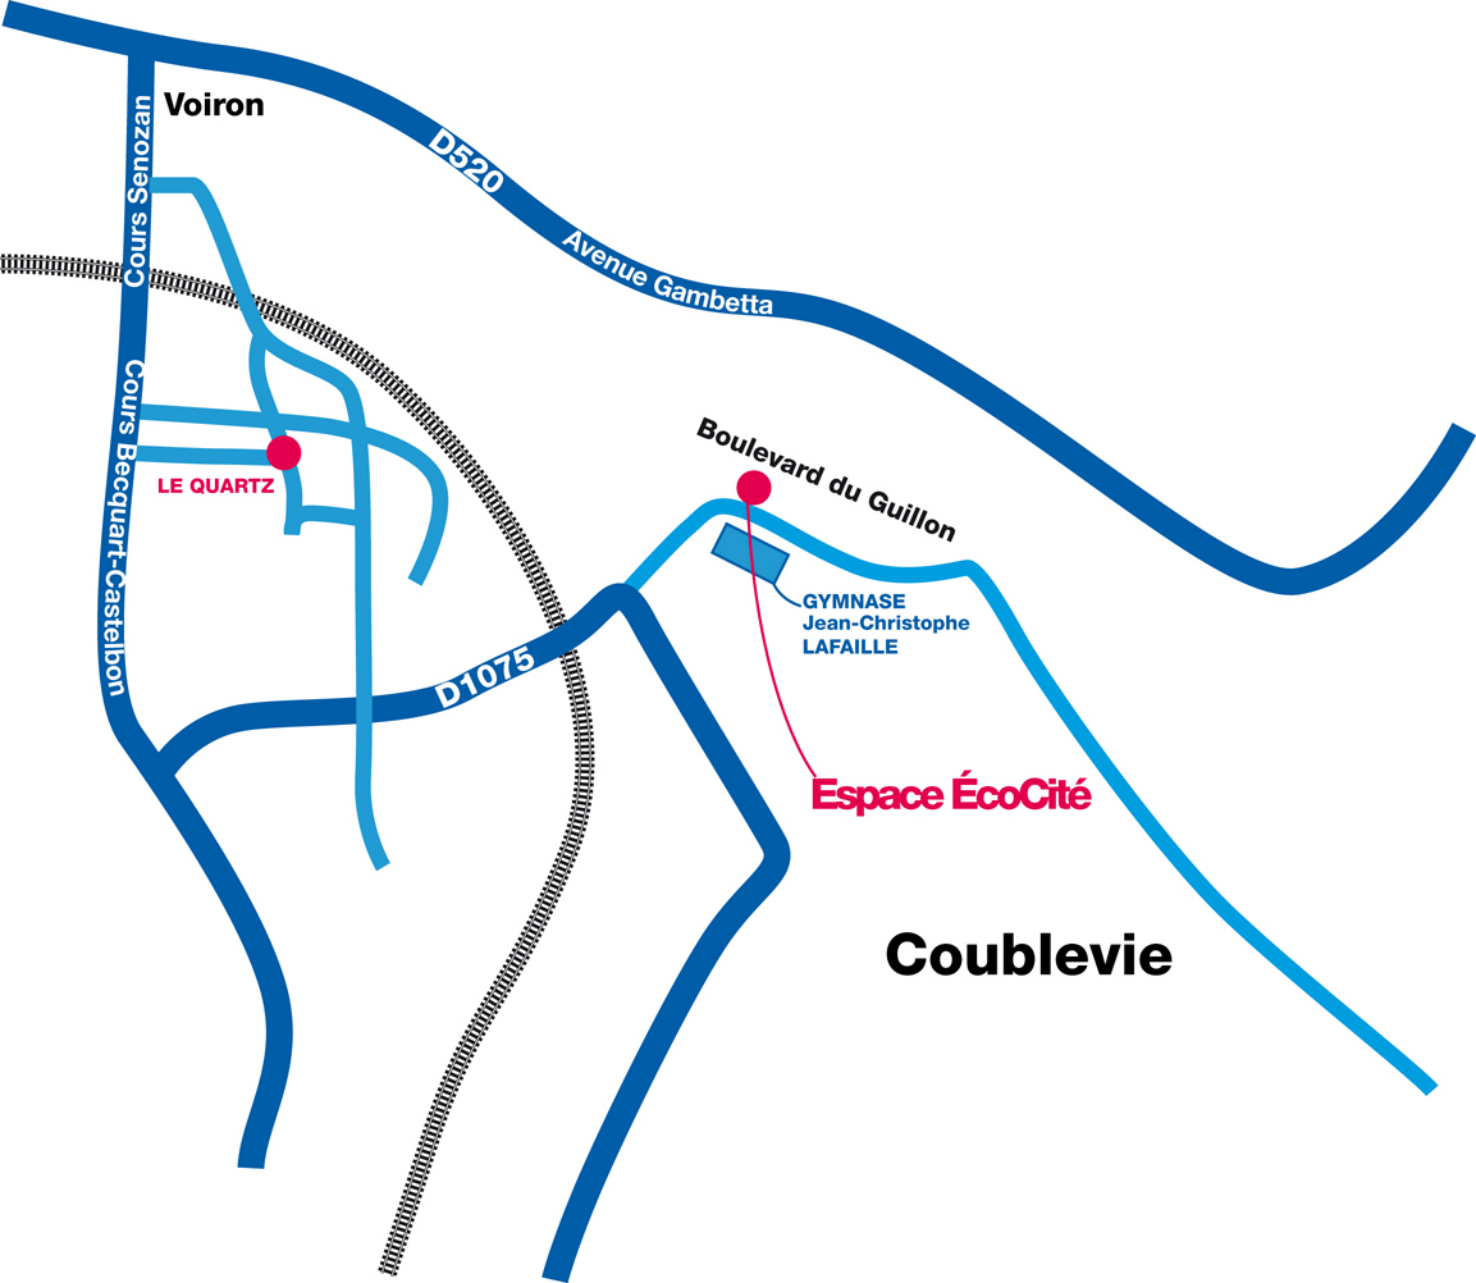 Voiron
Cours Senozan
D520
Avenue Gambetta
Cours Becquart-Castelbon
LE QUARTZ
Boulevard du Guillon
GYMNASE
Jean-Christophe
LAFAILLE
D1075
Espace ÉcoCité
Coublevie